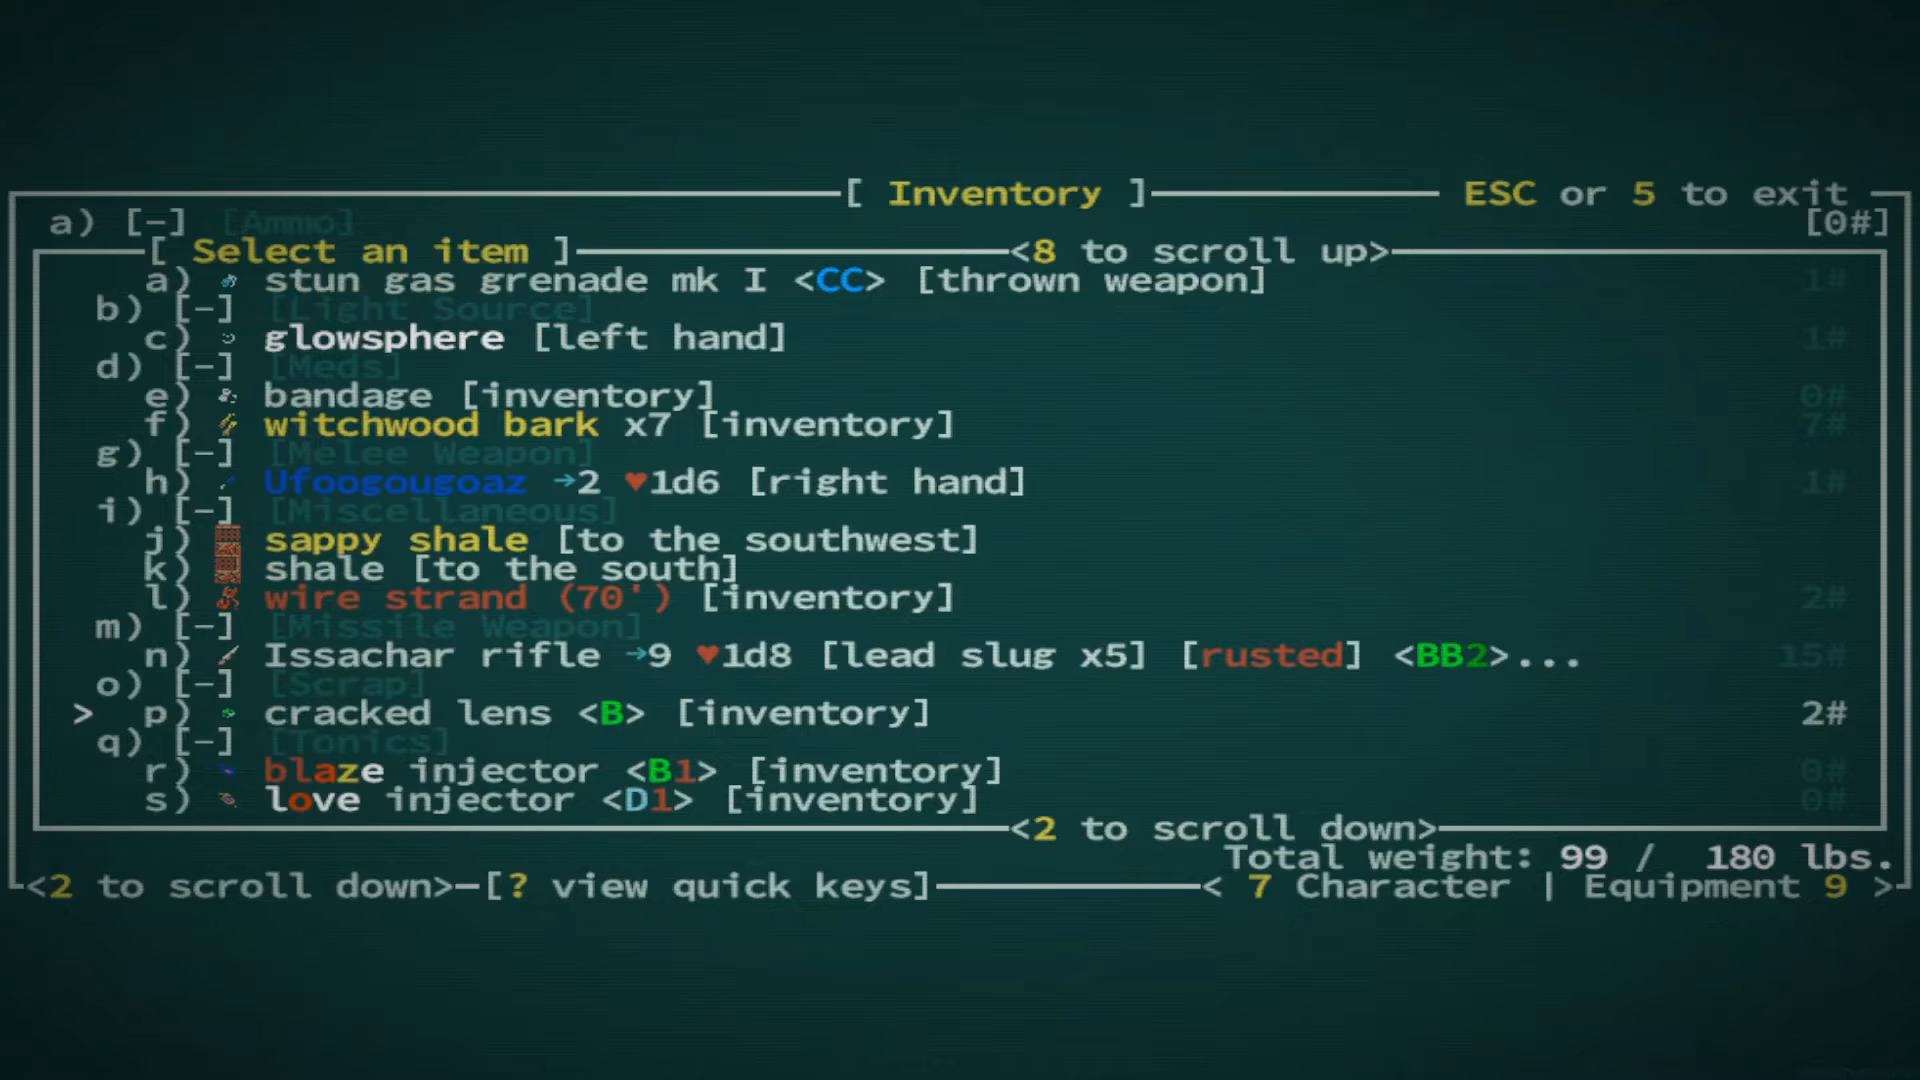 [ Inventory ] ESC or 5 to exit
a) [-] [Ammo] [0#]
[ Select an item ] <8 to scroll up>
a) stun gas grenade mk I <CC> [thrown weapon] 1#
b) [-] [Light Source]
c) glowsphere [left hand] 1#
d) [-] [Meds]
e) bandage [inventory] 0#
f) witchwood bark x7 [inventory] 7#
g) [-] [Melee Weapon]
h) Ufoogougoaz →2 ♥1d6 [right hand] 1#
i) [-] [Miscellaneous]
j) sappy shale [to the southwest]
k) shale [to the south]
l) wire strand (70') [inventory] 2#
m) [-] [Missile Weapon]
n) Issachar rifle →9 ♥1d8 [lead slug x5] [rusted] <BB2>... 15#
o) [-] [Scrap]
> p) cracked lens <B> [inventory] 2#
q) [-] [Tonics]
r) blaze injector <B1> [inventory] 0#
s) love injector <D1> [inventory] 0#
<2 to scroll down>
Total weight: 99 / 180 lbs.
<2 to scroll down> [? view quick keys] < 7 Character | Equipment 9 >